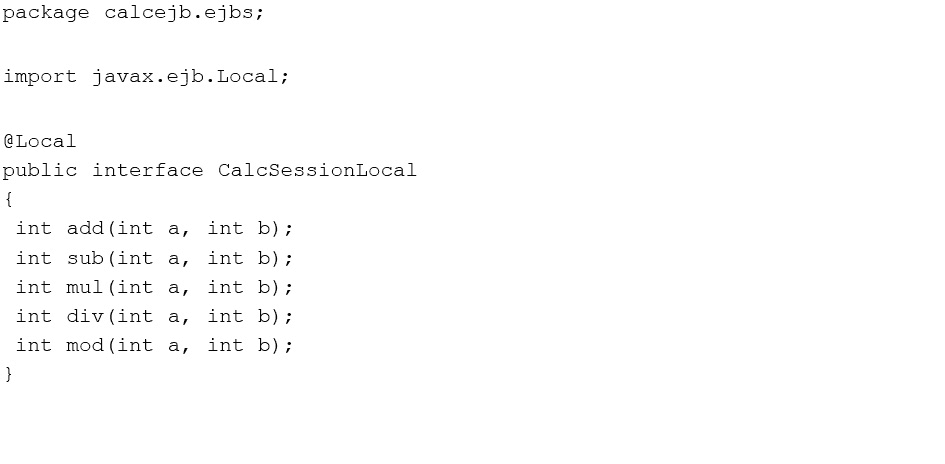 package calcejb.ejbs;
import javax.ejb.Local;
@Local
public interface CalcSessionLocal
{
int add(int a, int b);
int sub(int a, int b);
int mul(int a, int b);
int div(int a, int b);
int mod(int a, int b);
}